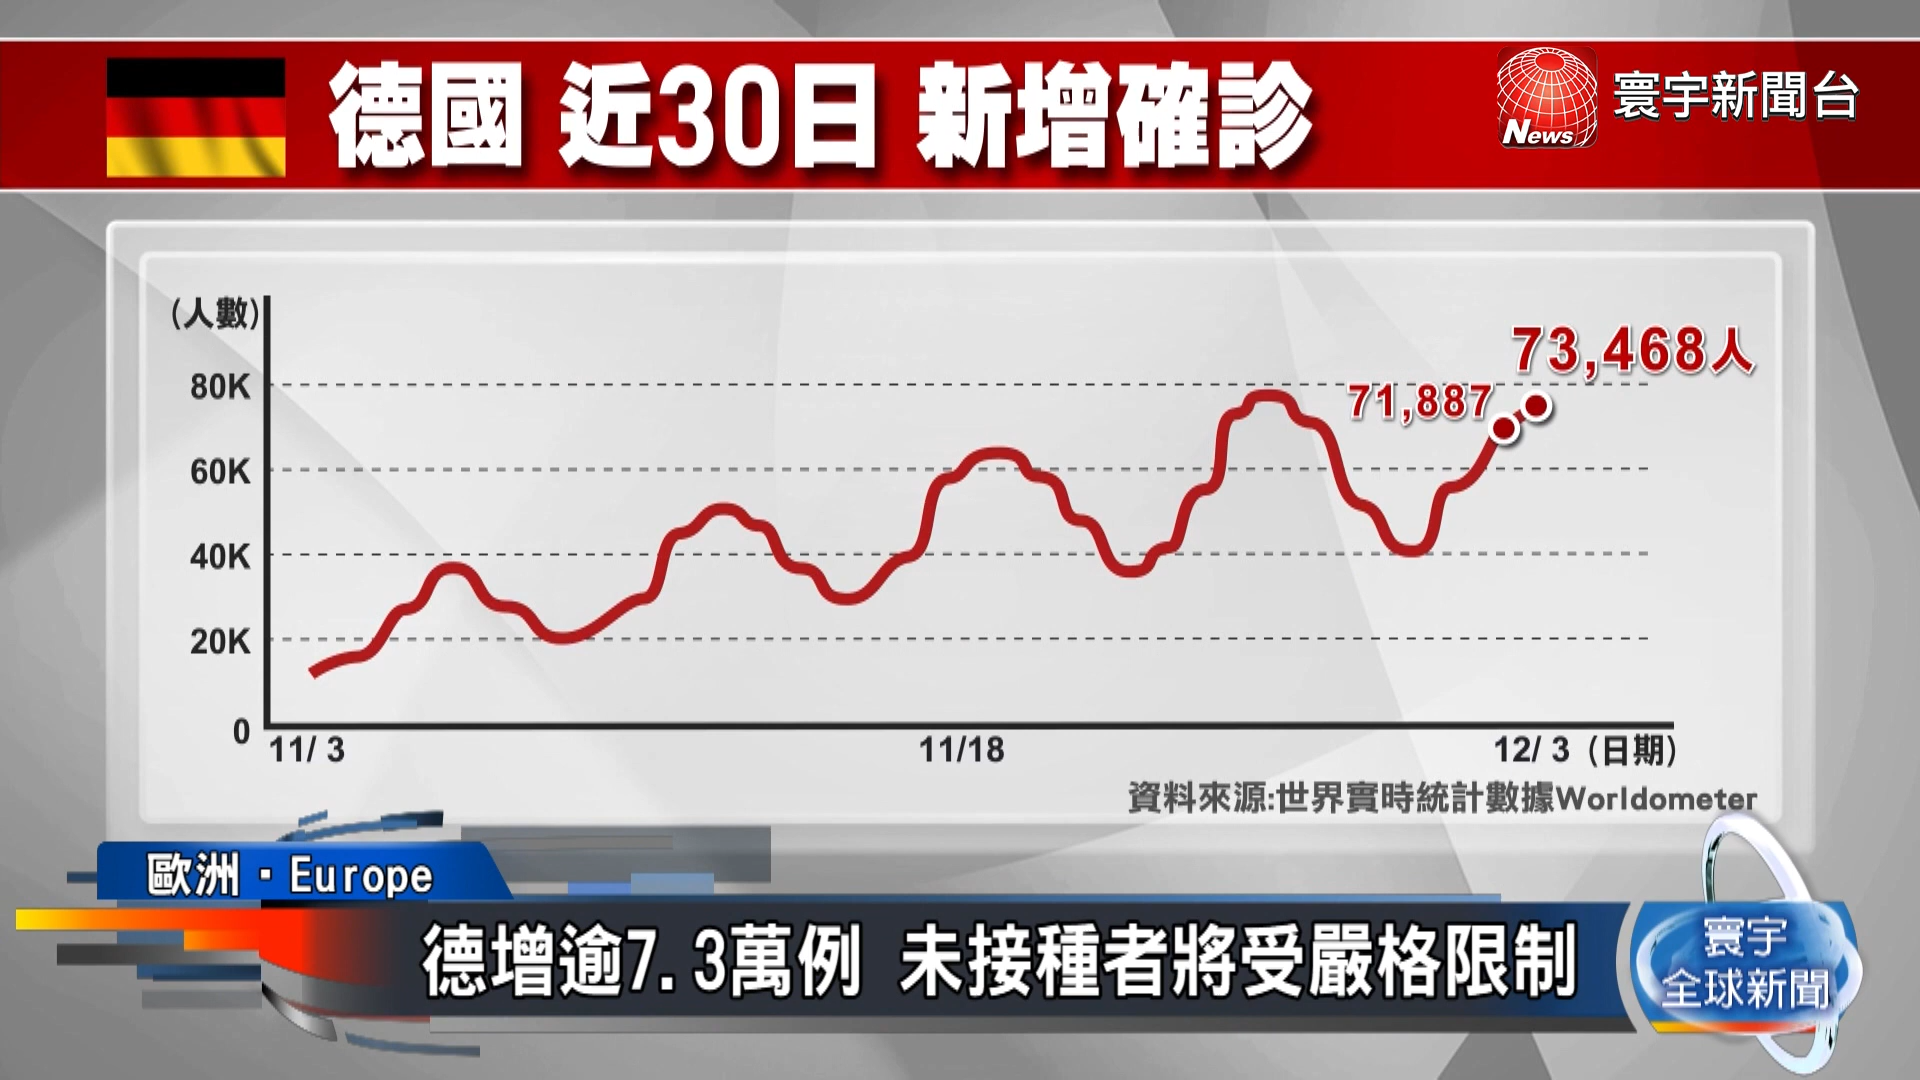 德國 近30日 新增確診
News 寰宇新聞台
(人數)
73,468人
80K
71,887
60K
40K
20K
0
11/ 3 11/18 12/ 3 (日期)
資料來源:世界實時統計數據Worldometer
歐洲·Europe
德增逾7.3萬例 未接種者將受嚴格限制
寰宇
全球新聞